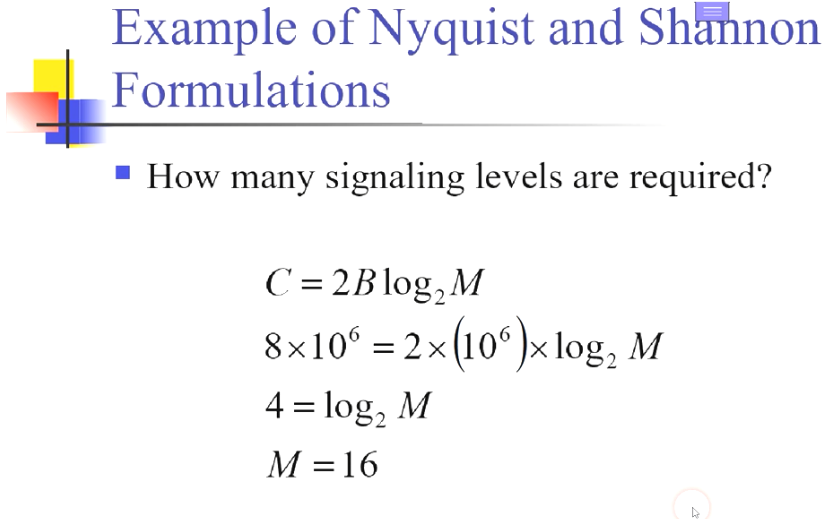 Example of Nyquist and Shannon
Formulations
How many signaling levels are required?
C = 2B log₂ M
8×10⁶ = 2×(10⁶)×log₂ M
4 = log₂ M
M = 16